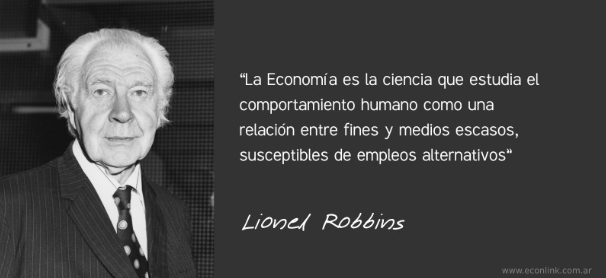 “La Economía es la ciencia que estudia el
comportamiento humano como una
relación entre fines y medios escasos,
susceptibles de empleos alternativos”
Lionel Robbins
www.econlink.com.ar